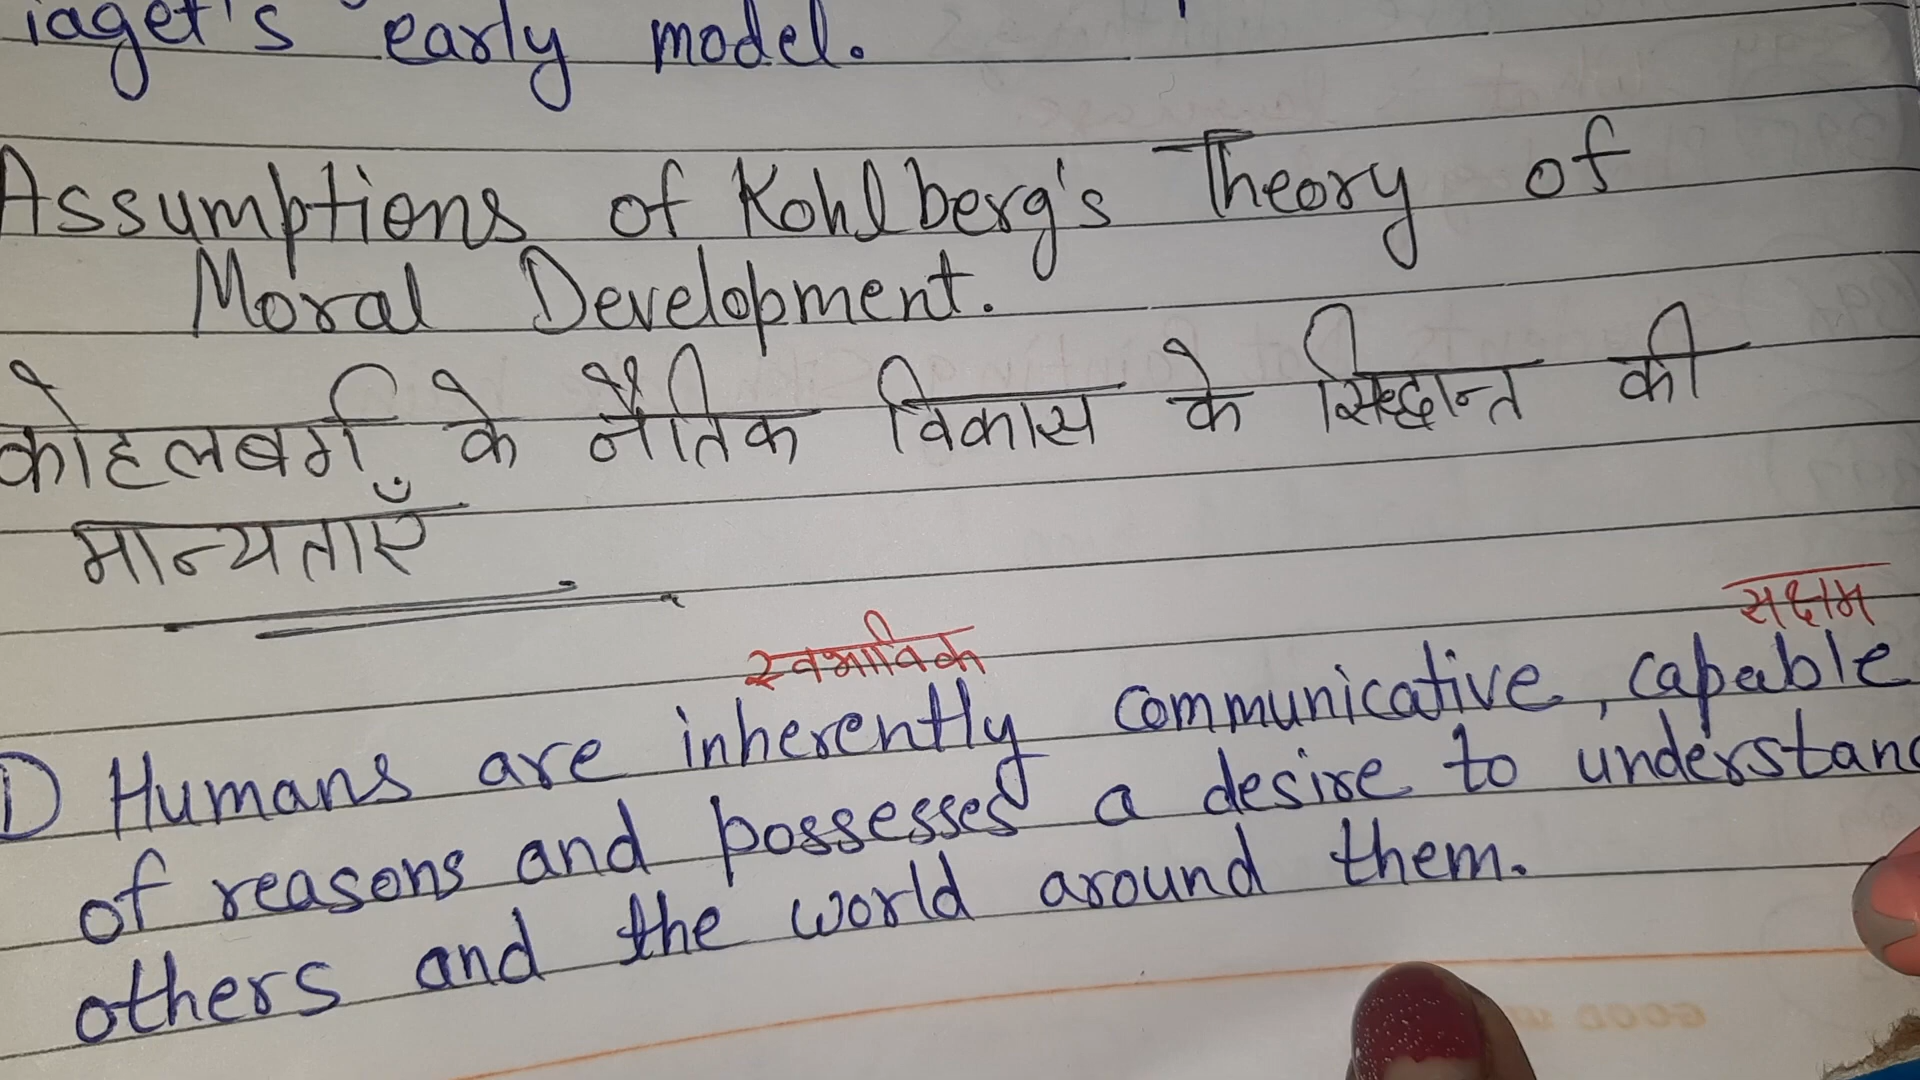 iaget's early model.
Assumptions of Kohlberg's Theory of
Moral Development.
कोहलबर्ग के नैतिक विकास के सिद्धान्त की
मान्यताएँ
स्वभाविक सक्षम
1) Humans are inherently communicative, capable
of reasons and possesses a desire to understand
others and the world around them.